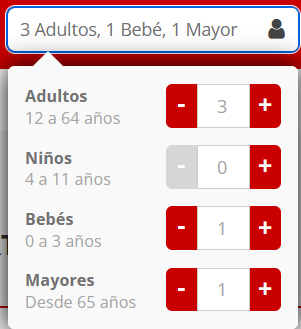 3 Adultos, 1 Bebé, 1 Mayor
Adultos
12 a 64 años
- 3 +
Niños
4 a 11 años
- 0 +
Bebés
0 a 3 años
- 1 +
Mayores
Desde 65 años
- 1 +